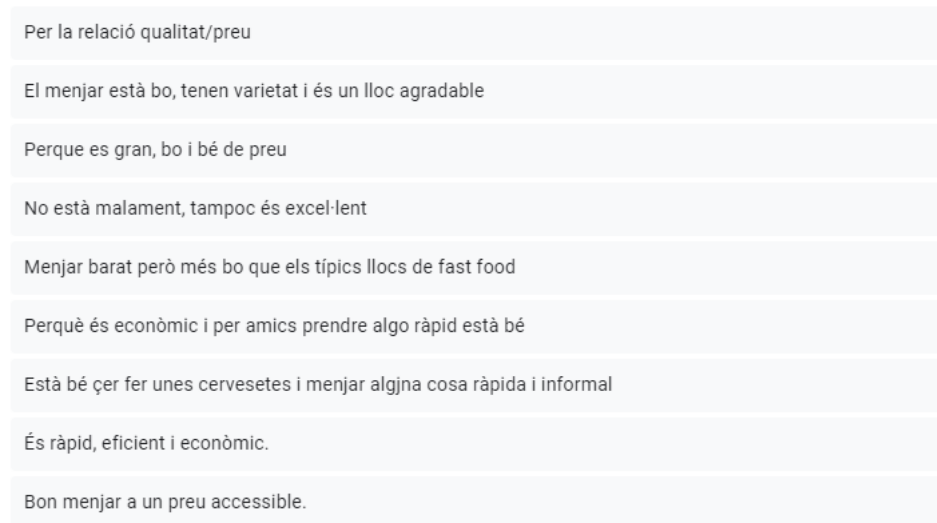 Per la relació qualitat/preu
El menjar està bo, tenen varietat i és un lloc agradable
Perque es gran, bo i bé de preu
No està malament, tampoc és excel·lent
Menjar barat però més bo que els típics llocs de fast food
Perquè és econòmic i per amics prendre algo ràpid està bé
Està bé çer fer unes cervesetes i menjar algjna cosa ràpida i informal
És ràpid, eficient i econòmic.
Bon menjar a un preu accessible.